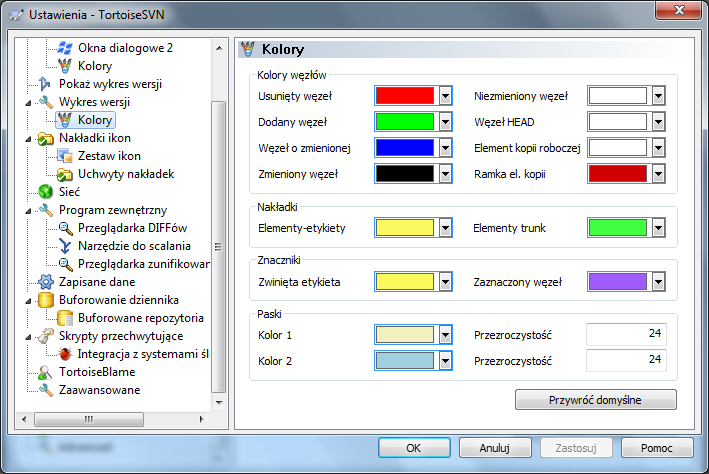 Ustawienia - TortoiseSVN
Okna dialogowe 2
Kolory
Pokaż wykres wersji
Wykres wersji
Kolory
Nakładki ikon
Zestaw ikon
Uchwyty nakładek
Sieć
Program zewnętrzny
Przeglądarka DIFFów
Narzędzie do scalania
Przeglądarka zunifikowan
Zapisane dane
Buforowanie dziennika
Buforowane repozytoria
Skrypty przechwytujące
Integracja z systemami śl
TortoiseBlame
Zaawansowane
Kolory
Kolory węzłów
Usunięty węzeł
Niezmieniony węzeł
Dodany węzeł
Węzeł HEAD
Węzeł o zmienionej
Element kopii roboczej
Zmieniony węzeł
Ramka el. kopii
Nakładki
Elementy-etykiety
Elementy trunk
Znaczniki
Zwinięta etykieta
Zaznaczony węzeł
Paski
Kolor 1
Przezroczystość
24
Kolor 2
Przezroczystość
24
Przywróć domyślne
OK
Anuluj
Zastosuj
Pomoc
Advanced